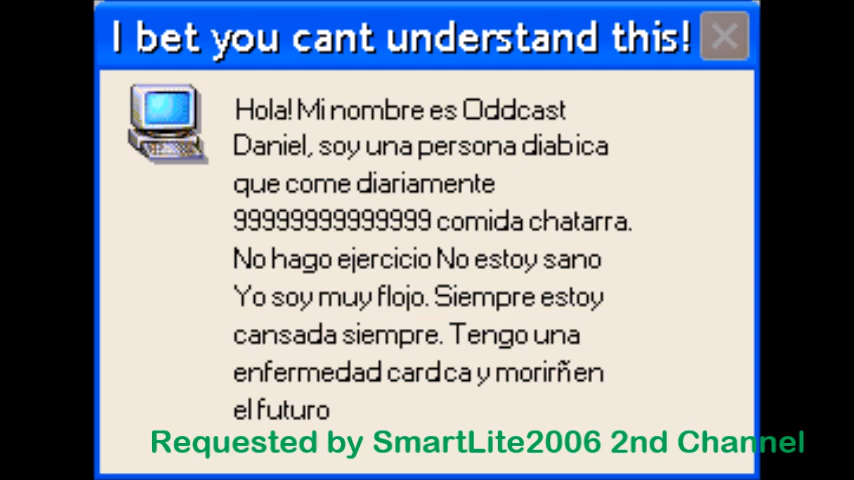 I bet you cant understand this!
Hola! Mi nombre es Oddcast
Daniel, soy una persona diabica
que come diariamente
99999999999999 comida chatarra.
No hago ejercicio No estoy sano
Yo soy muy flojo. Siempre estoy
cansada siempre. Tengo una
enfermedad cardca y morirñ en
el futuro
Requested by SmartLite2006 2nd Channel